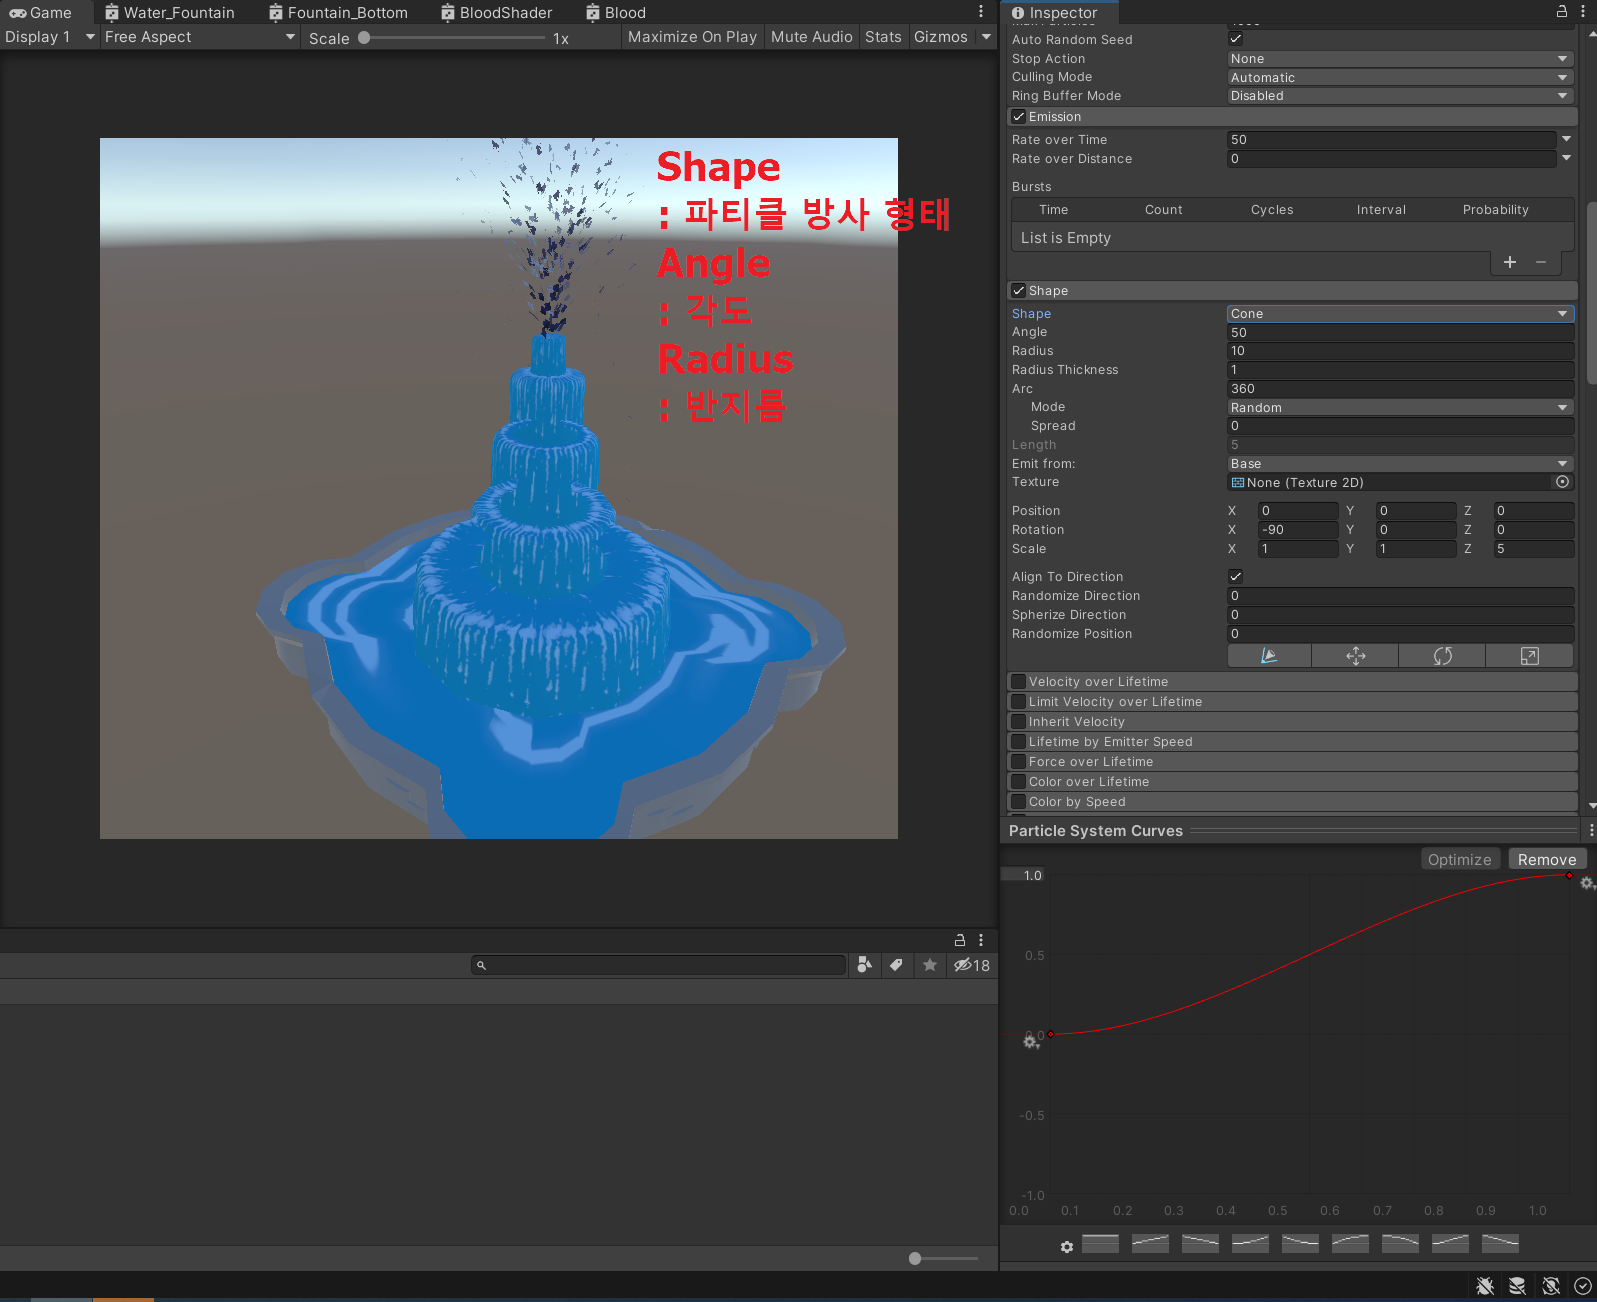 Game
Water_Fountain
Fountain_Bottom
BloodShader
Blood
Display 1
Free Aspect
Scale
1x
Maximize On Play
Mute Audio
Stats
Gizmos
Shape
: 파티클 방사 형태
Angle
: 각도
Radius
: 반지름
18
Inspector
Auto Random Seed
Stop Action None
Culling Mode Automatic
Ring Buffer Mode Disabled
Emission
Rate over Time 50
Rate over Distance 0
Bursts
Time Count Cycles Interval Probability
List is Empty
Shape
Shape Cone
Angle 50
Radius 10
Radius Thickness 1
Arc 360
Mode Random
Spread 0
Length 5
Emit from: Base
Texture None (Texture 2D)
Position X 0 Y 0 Z 0
Rotation X -90 Y 0 Z 0
Scale X 1 Y 1 Z 5
Align To Direction
Randomize Direction 0
Spherize Direction 0
Randomize Position 0
Velocity over Lifetime
Limit Velocity over Lifetime
Inherit Velocity
Lifetime by Emitter Speed
Force over Lifetime
Color over Lifetime
Color by Speed
Particle System Curves
Optimize Remove
1.0
0.5
0.0
-0.5
-1.0
0.0 0.1 0.2 0.3 0.4 0.5 0.6 0.7 0.8 0.9 1.0